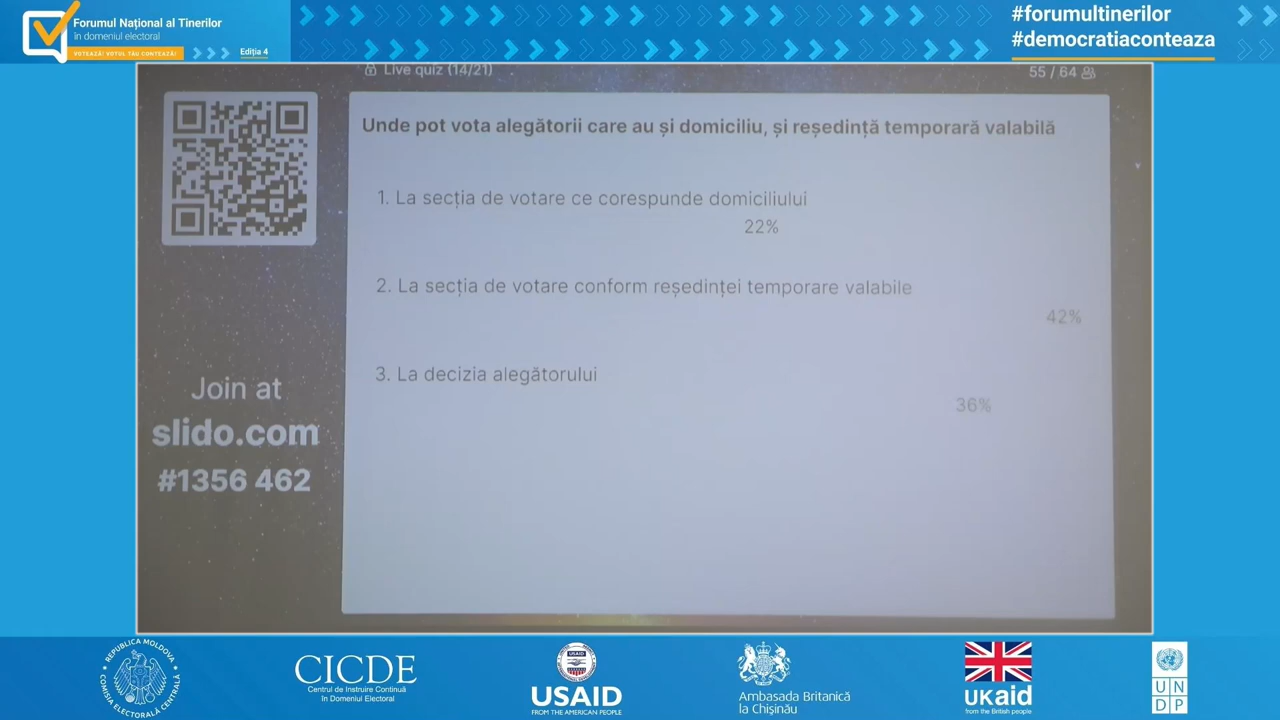 Forumul Național al Tinerilor
în domeniul electoral
VOTEAZĂ! VOTUL TĂU CONTEAZĂ!
Ediția 4
#forumultinerilor
#democratiaconteaza
Live quiz (14/21)
55 / 64
Unde pot vota alegătorii care au și domiciliu, și reședință temporară valabilă
1. La secția de votare ce corespunde domiciliului
22%
2. La secția de votare conform reședinței temporare valabile
42%
3. La decizia alegătorului
36%
Join at
slido.com
#1356 462
REPUBLICA MOLDOVA
COMISIA ELECTORALĂ CENTRALĂ
CICDE
Centrul de Instruire Continuă
în Domeniul Electoral
USAID
USAID
FROM THE AMERICAN PEOPLE
Ambasada Britanică
la Chișinău
UKaid
from the British people
U N
D P